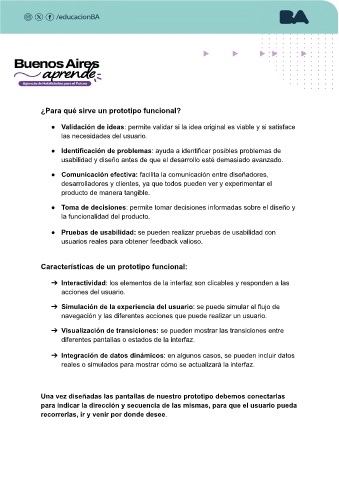 /educacionBA
BA
Buenos Aires
aprende
Agencia de Habilidades para el Futuro
¿Para qué sirve un prototipo funcional?
● Validación de ideas: permite validar si la idea original es viable y si satisface
las necesidades del usuario.
● Identificación de problemas: ayuda a identificar posibles problemas de
usabilidad y diseño antes de que el desarrollo esté demasiado avanzado.
● Comunicación efectiva: facilita la comunicación entre diseñadores,
desarrolladores y clientes, ya que todos pueden ver y experimentar el
producto de manera tangible.
● Toma de decisiones: permite tomar decisiones informadas sobre el diseño y
la funcionalidad del producto.
● Pruebas de usabilidad: se pueden realizar pruebas de usabilidad con
usuarios reales para obtener feedback valioso.
Características de un prototipo funcional:
➔ Interactividad: los elementos de la interfaz son clicables y responden a las
acciones del usuario.
➔ Simulación de la experiencia del usuario: se puede simular el flujo de
navegación y las diferentes acciones que puede realizar un usuario.
➔ Visualización de transiciones: se pueden mostrar las transiciones entre
diferentes pantallas o estados de la interfaz.
➔ Integración de datos dinámicos: en algunos casos, se pueden incluir datos
reales o simulados para mostrar cómo se actualizará la interfaz.
Una vez diseñadas las pantallas de nuestro prototipo debemos conectarlas
para indicar la dirección y secuencia de las mismas, para que el usuario pueda
recorrerlas, ir y venir por donde desee.